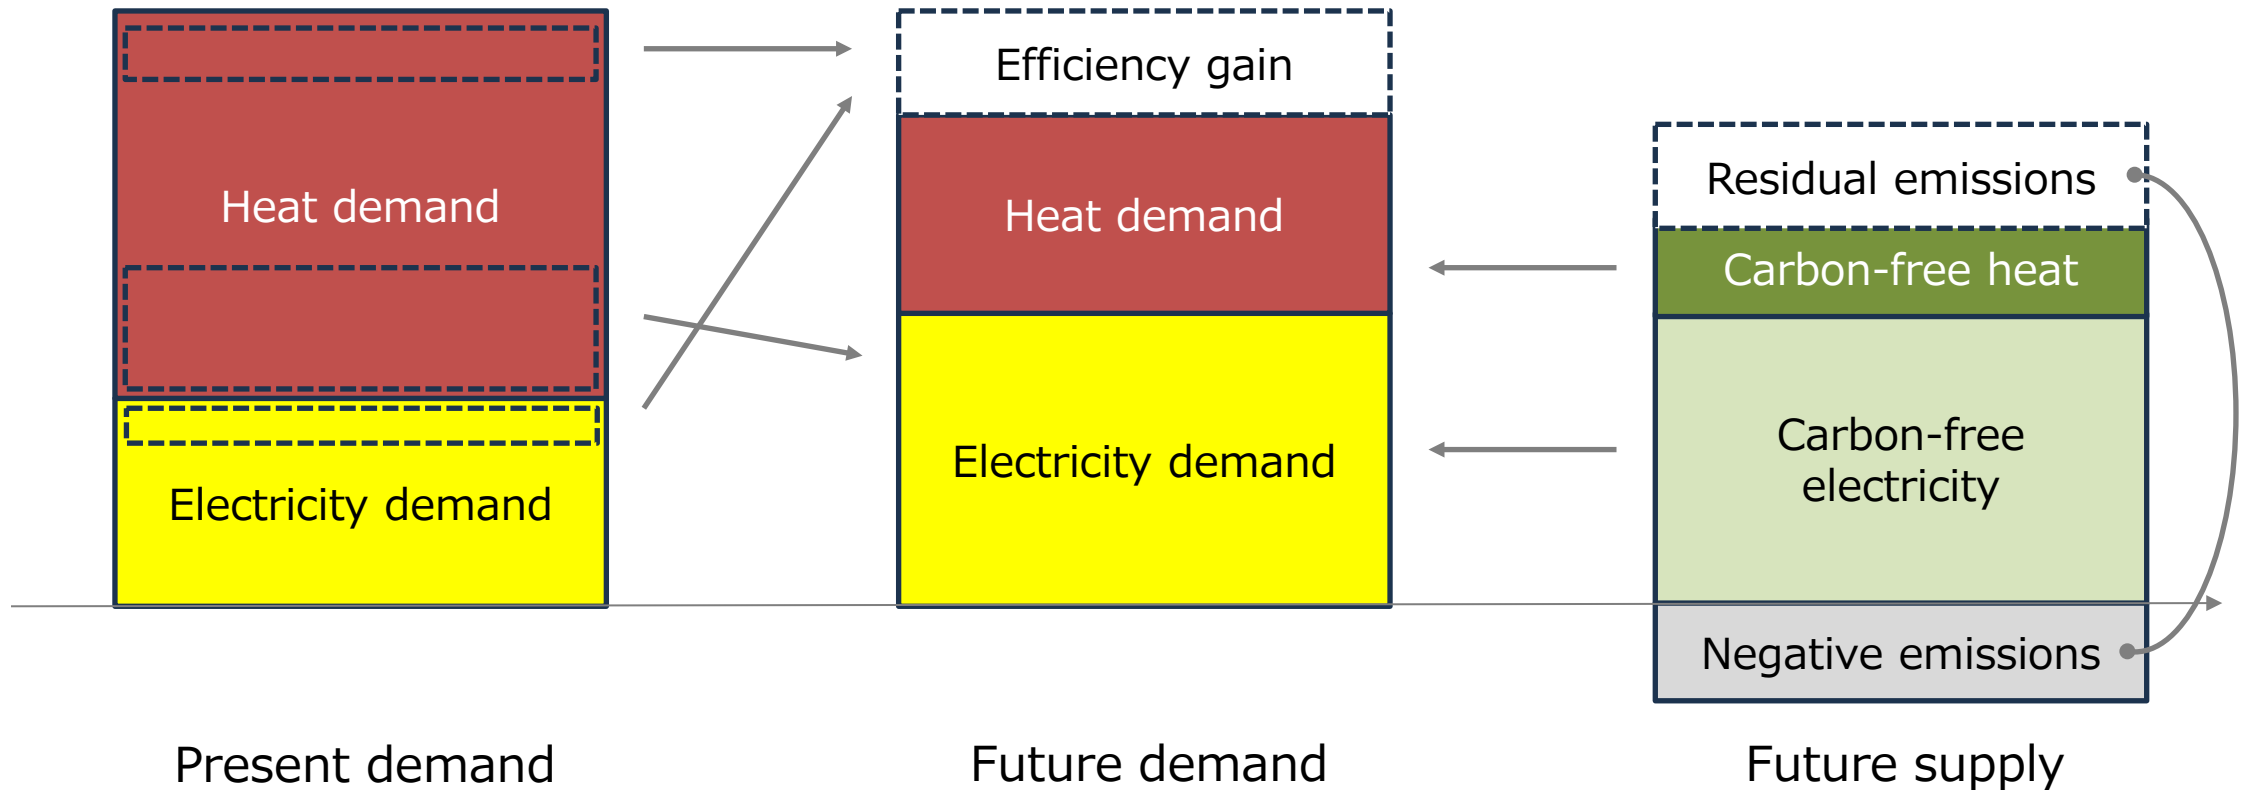 Heat demand
Electricity demand
Present demand
Efficiency gain
Heat demand
Electricity demand
Future demand
Residual emissions
Carbon-free heat
Carbon-free
electricity
Negative emissions
Future supply